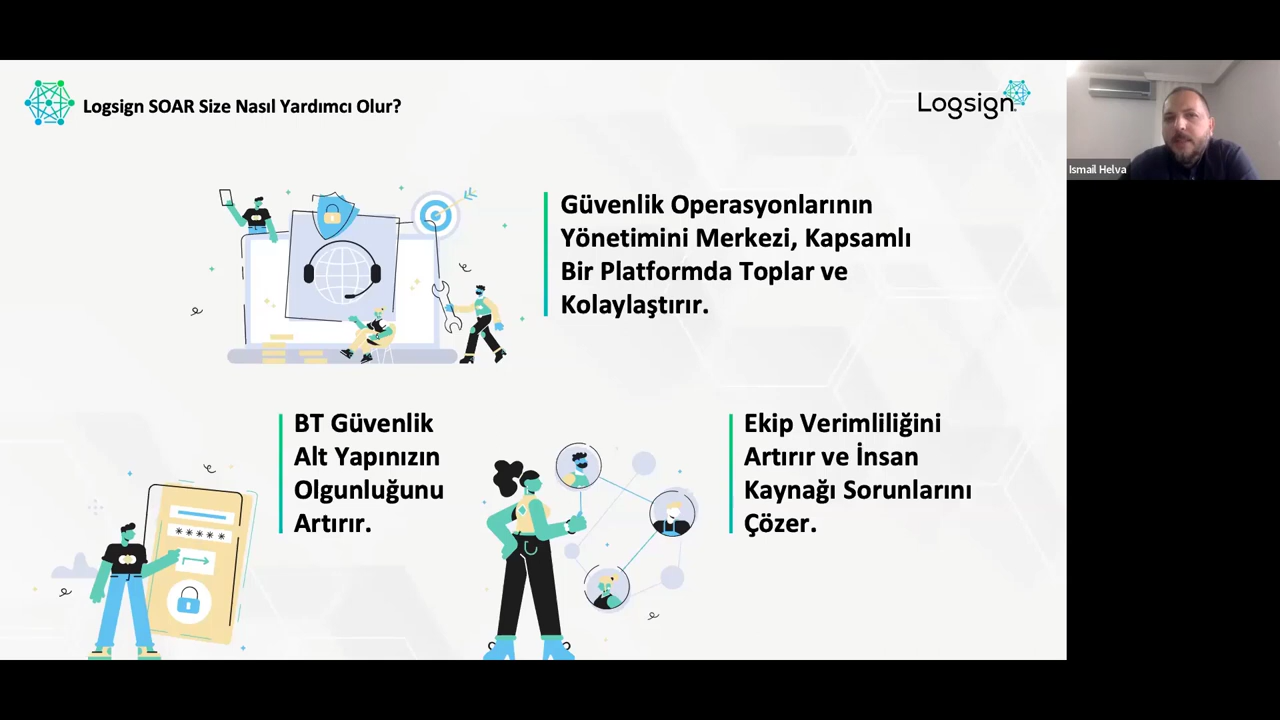 Logsign SOAR Size Nasıl Yardımcı Olur?
Logsign
Ismail Helva
Güvenlik Operasyonlarının
Yönetimini Merkezi, Kapsamlı
Bir Platformda Toplar ve
Kolaylaştırır.
BT Güvenlik
Alt Yapınızın
Olgunluğunu
Artırır.
Ekip Verimliliğini
Artırır ve İnsan
Kaynağı Sorunlarını
Çözer.
*****